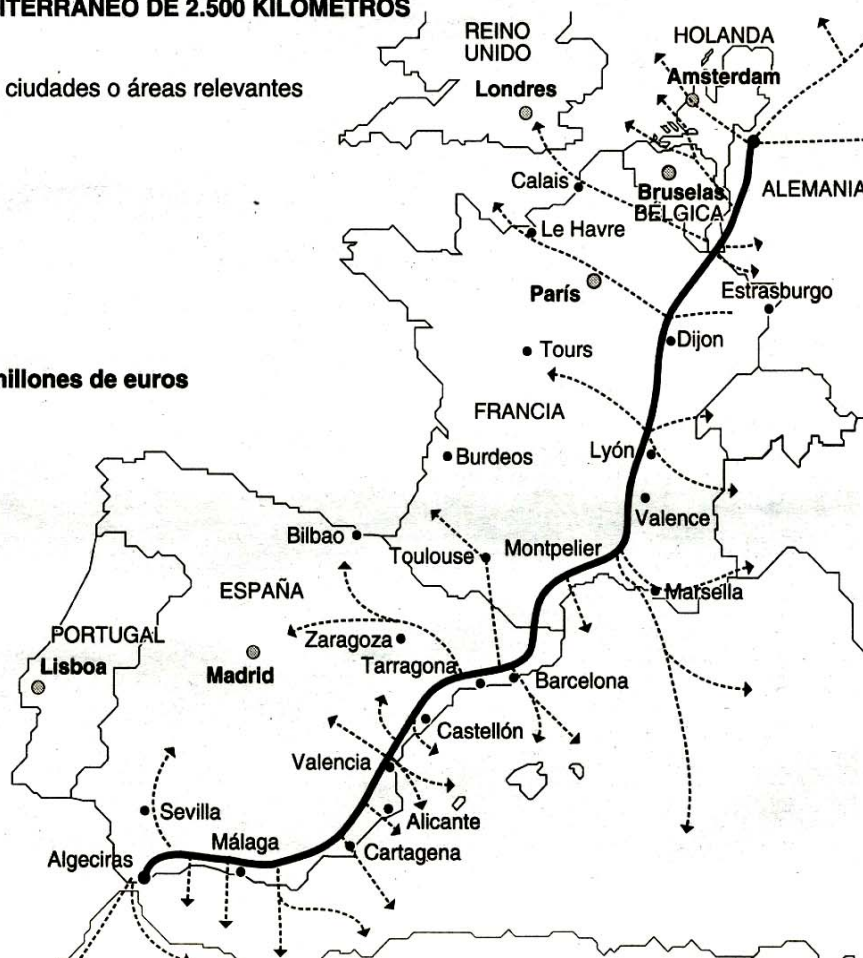 ITERRANEO DE 2.500 KILOMETROS
ciudades o áreas relevantes
millones de euros
REINO
UNIDO
Londres
HOLANDA
Amsterdam
Calais
Bruselas
BÉLGICA
ALEMANIA
Le Havre
París
Estrasburgo
Dijon
Tours
FRANCIA
Lyón
Burdeos
Valence
Bilbao
Toulouse
Montpelier
Marsella
ESPAÑA
PORTUGAL
Lisboa
Madrid
Zaragoza
Tarragona
Barcelona
Castellón
Valencia
Alicante
Sevilla
Málaga
Cartagena
Algeciras